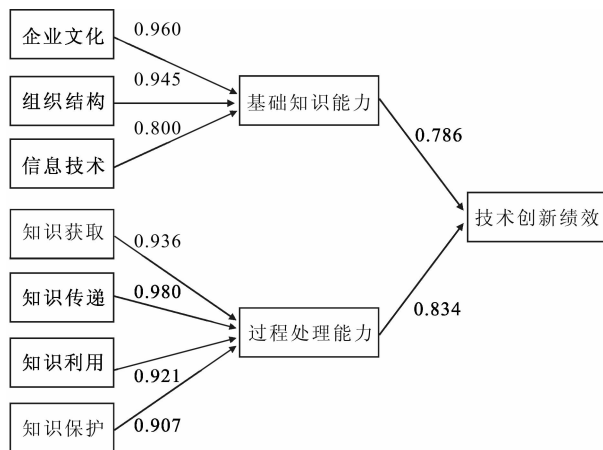 企业文化
0.960
组织结构
0.945
基础知识能力
信息技术
0.800
0.786
技术创新绩效
知识获取
0.936
知识传递
0.980
过程处理能力
0.834
知识利用
0.921
知识保护
0.907